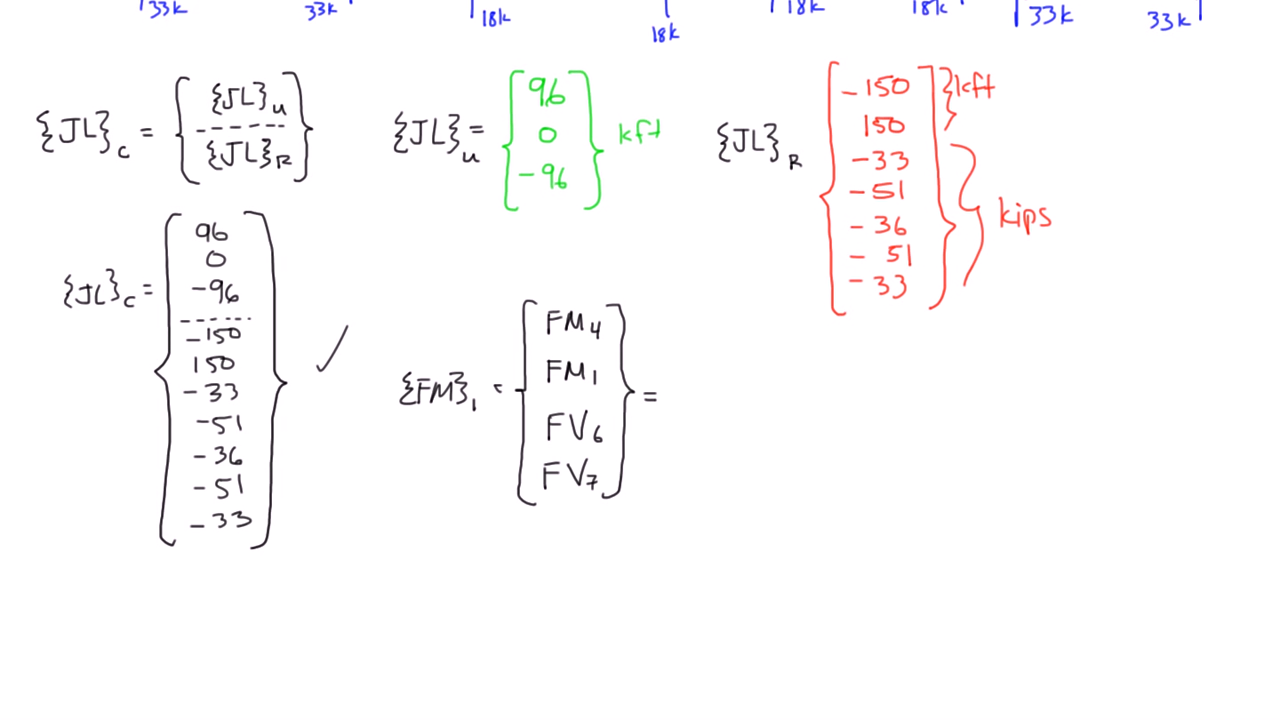 33k 33k 18k 18k 18k 18k 33k 33k
{JL}c = { {JL}u / {JL}R }
{JL}u = { 96 0 -96 } kft
{JL}R { -150 150 -33 -51 -36 -51 -33 } }kft } kips
{JL}c = { 96 0 -96 -150 150 -33 -51 -36 -51 -33 } ✓
{FM}1 = { FM4 FM1 FV6 FV7 } =